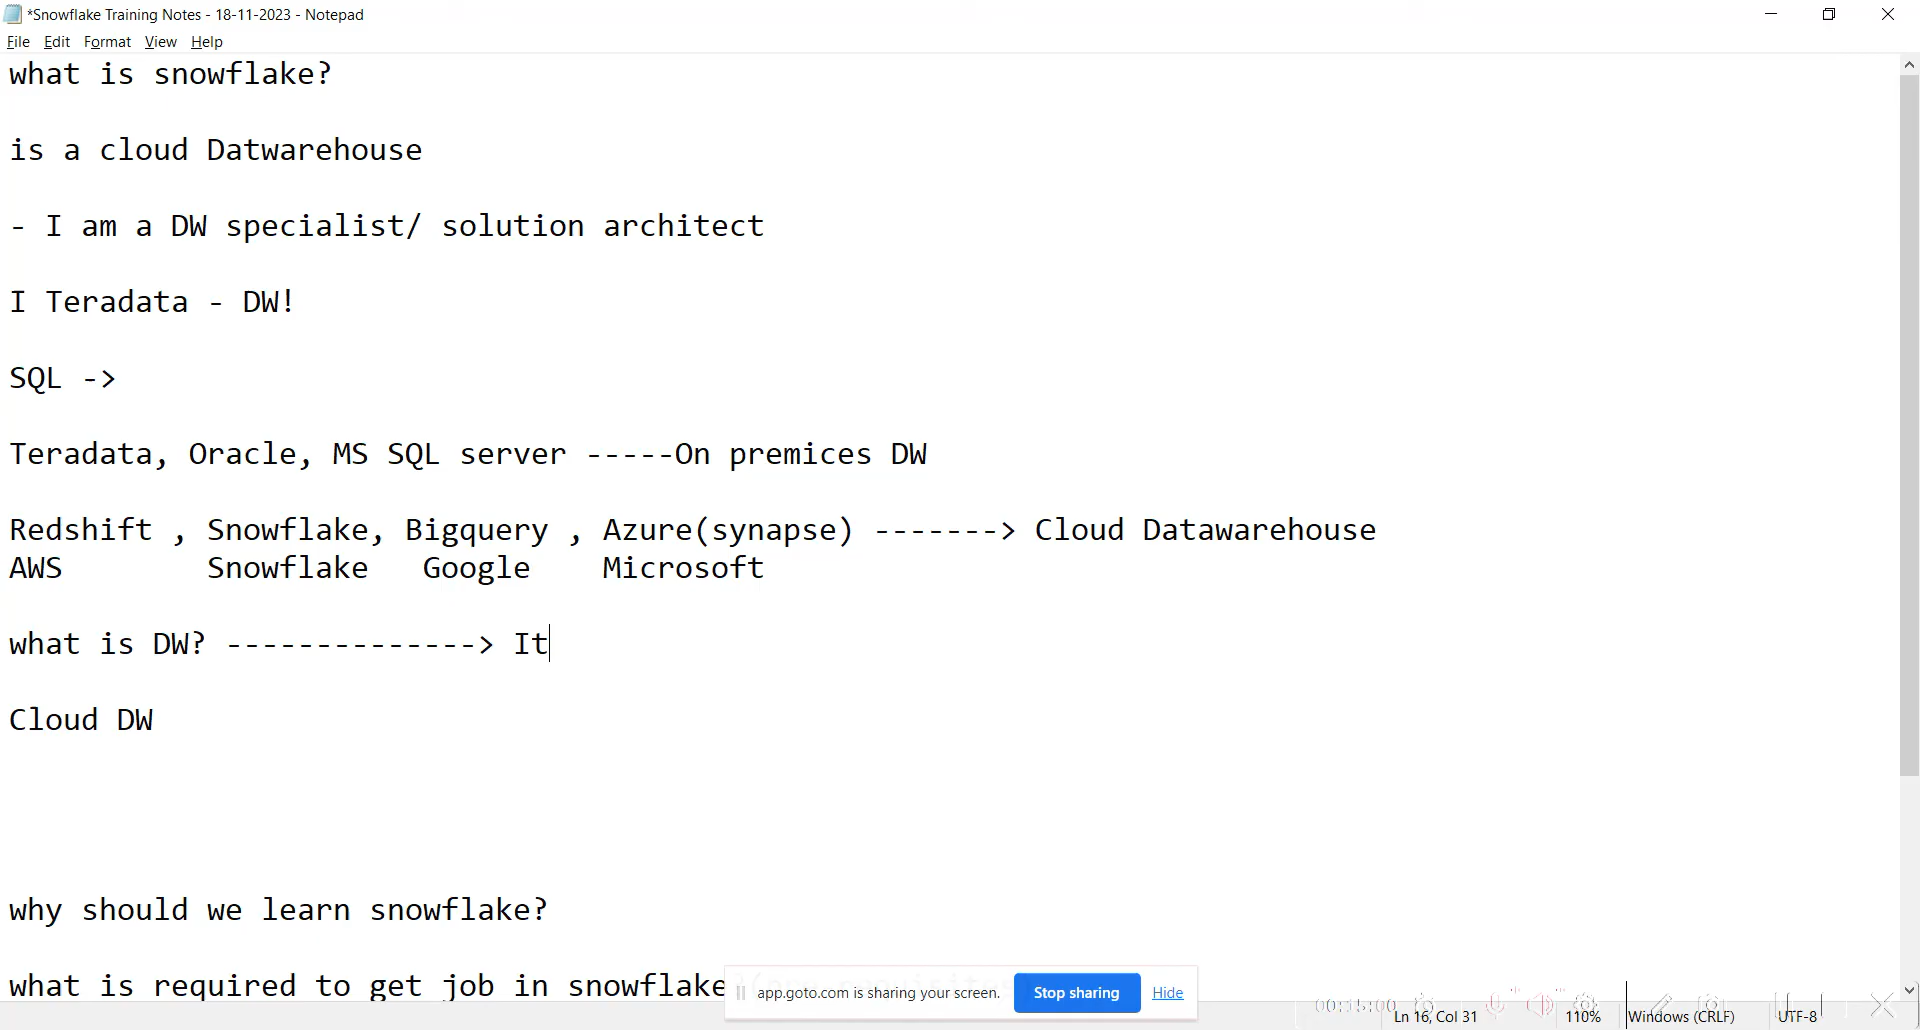 *Snowflake Training Notes - 18-11-2023 - Notepad
File Edit Format View Help
what is snowflake?
is a cloud Datwarehouse
- I am a DW specialist/ solution architect
I Teradata - DW!
SQL ->
Teradata, Oracle, MS SQL server -----On premices DW
Redshift , Snowflake, Bigquery , Azure(synapse) -------> Cloud Datawarehouse
AWS Snowflake Google Microsoft
what is DW? --------------> It
Cloud DW
why should we learn snowflake?
what is required to get job in snowflake
app.goto.com is sharing your screen. Stop sharing Hide
00:15:00
Ln 16, Col 31 110% Windows (CRLF) UTF-8